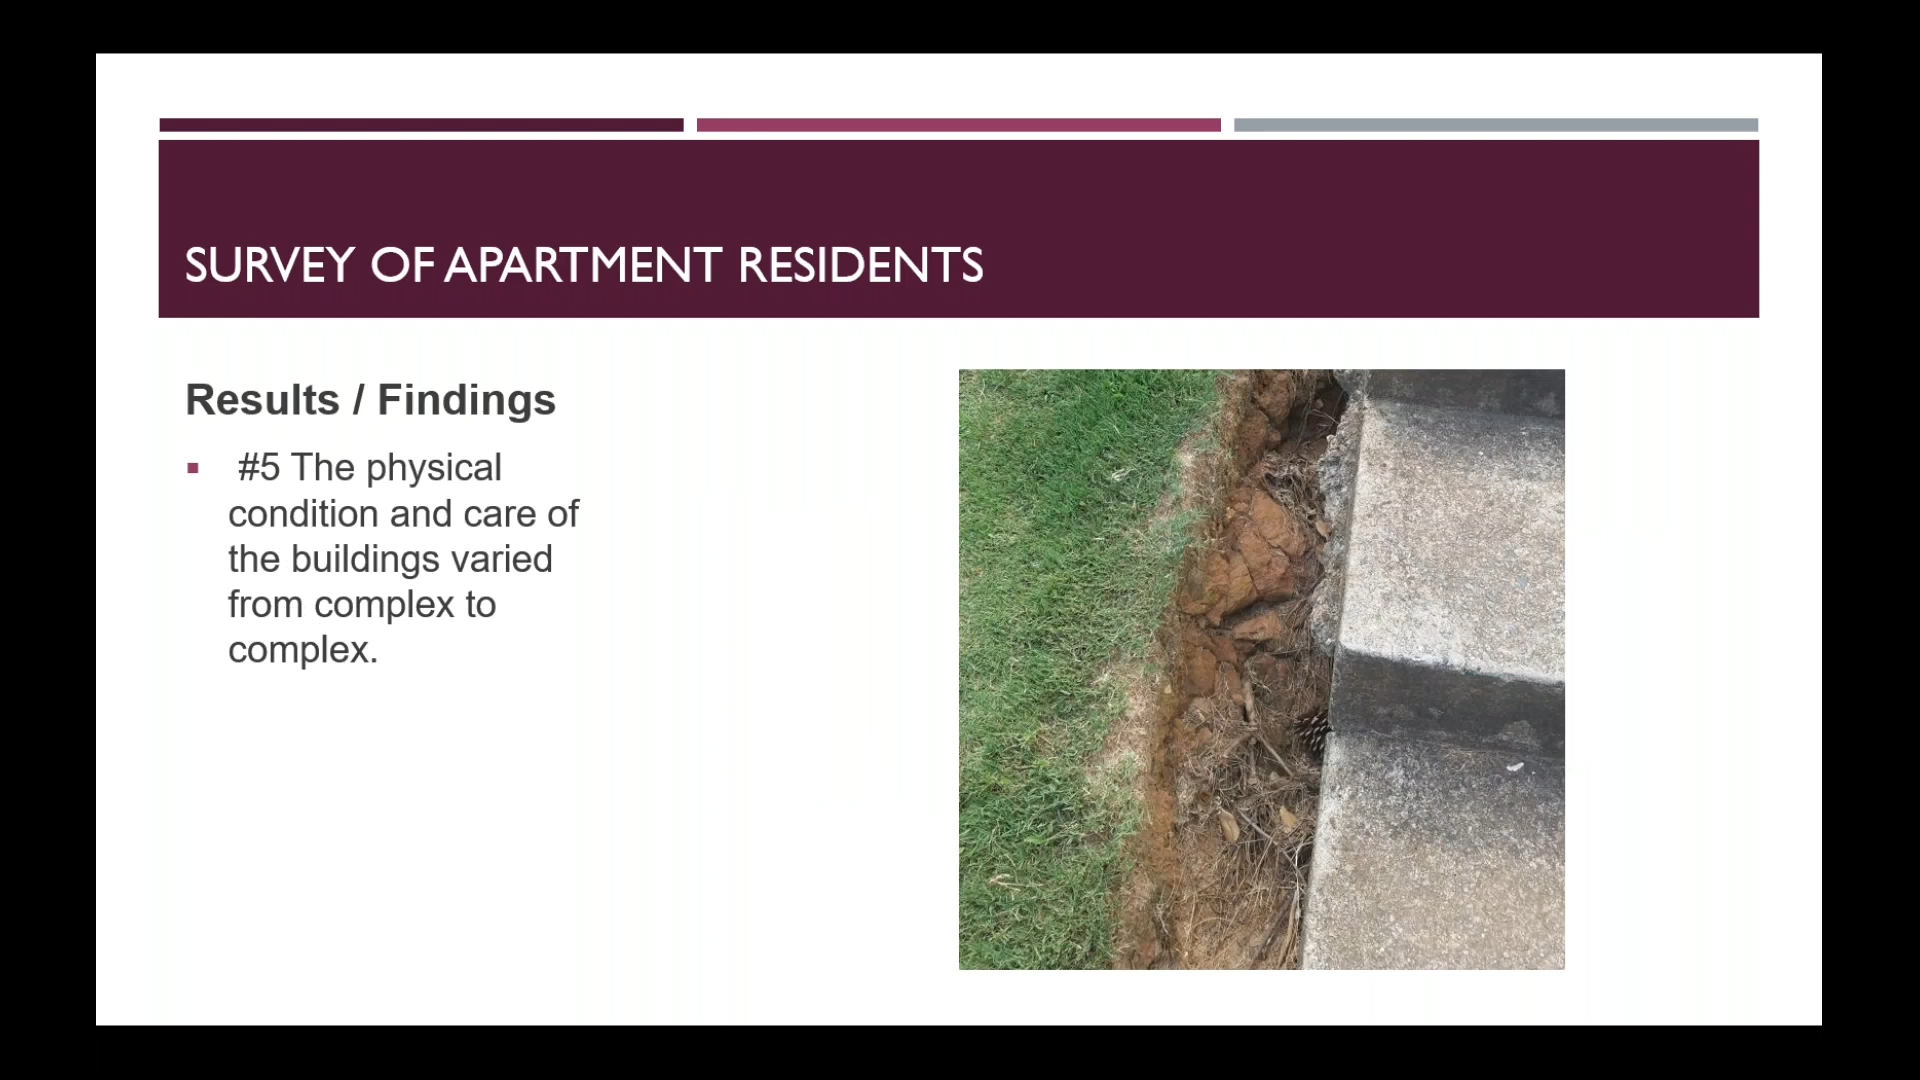 SURVEY OF APARTMENT RESIDENTS
Results / Findings
#5 The physical
condition and care of
the buildings varied
from complex to
complex.